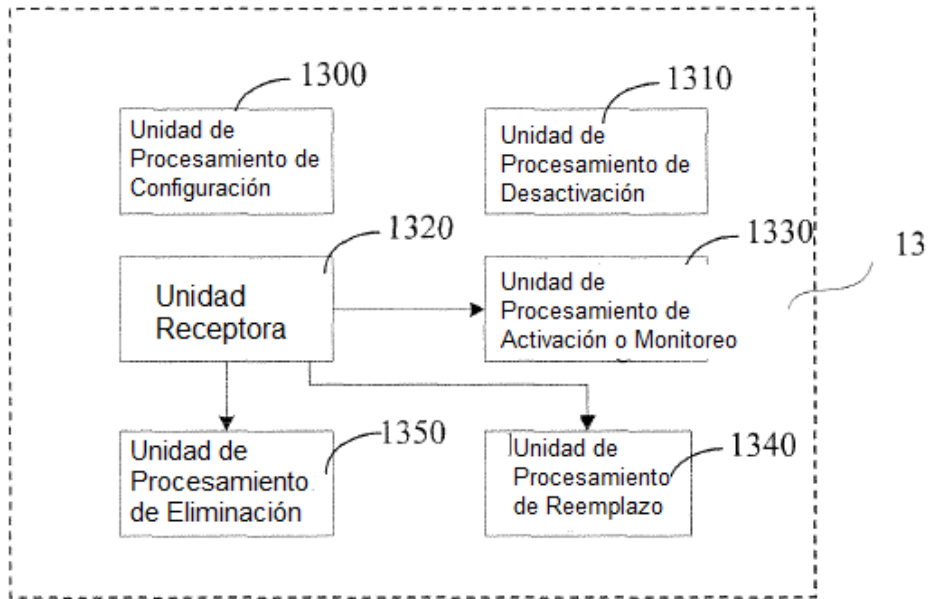 1300
Unidad de
Procesamiento de
Configuración
1310
Unidad de
Procesamiento de
Desactivación
1320
Unidad
Receptora
1330
Unidad de
Procesamiento de
Activación o Monitoreo
13
1350
Unidad de
Procesamiento
de Eliminación
1340
Unidad de
Procesamiento
de Reemplazo